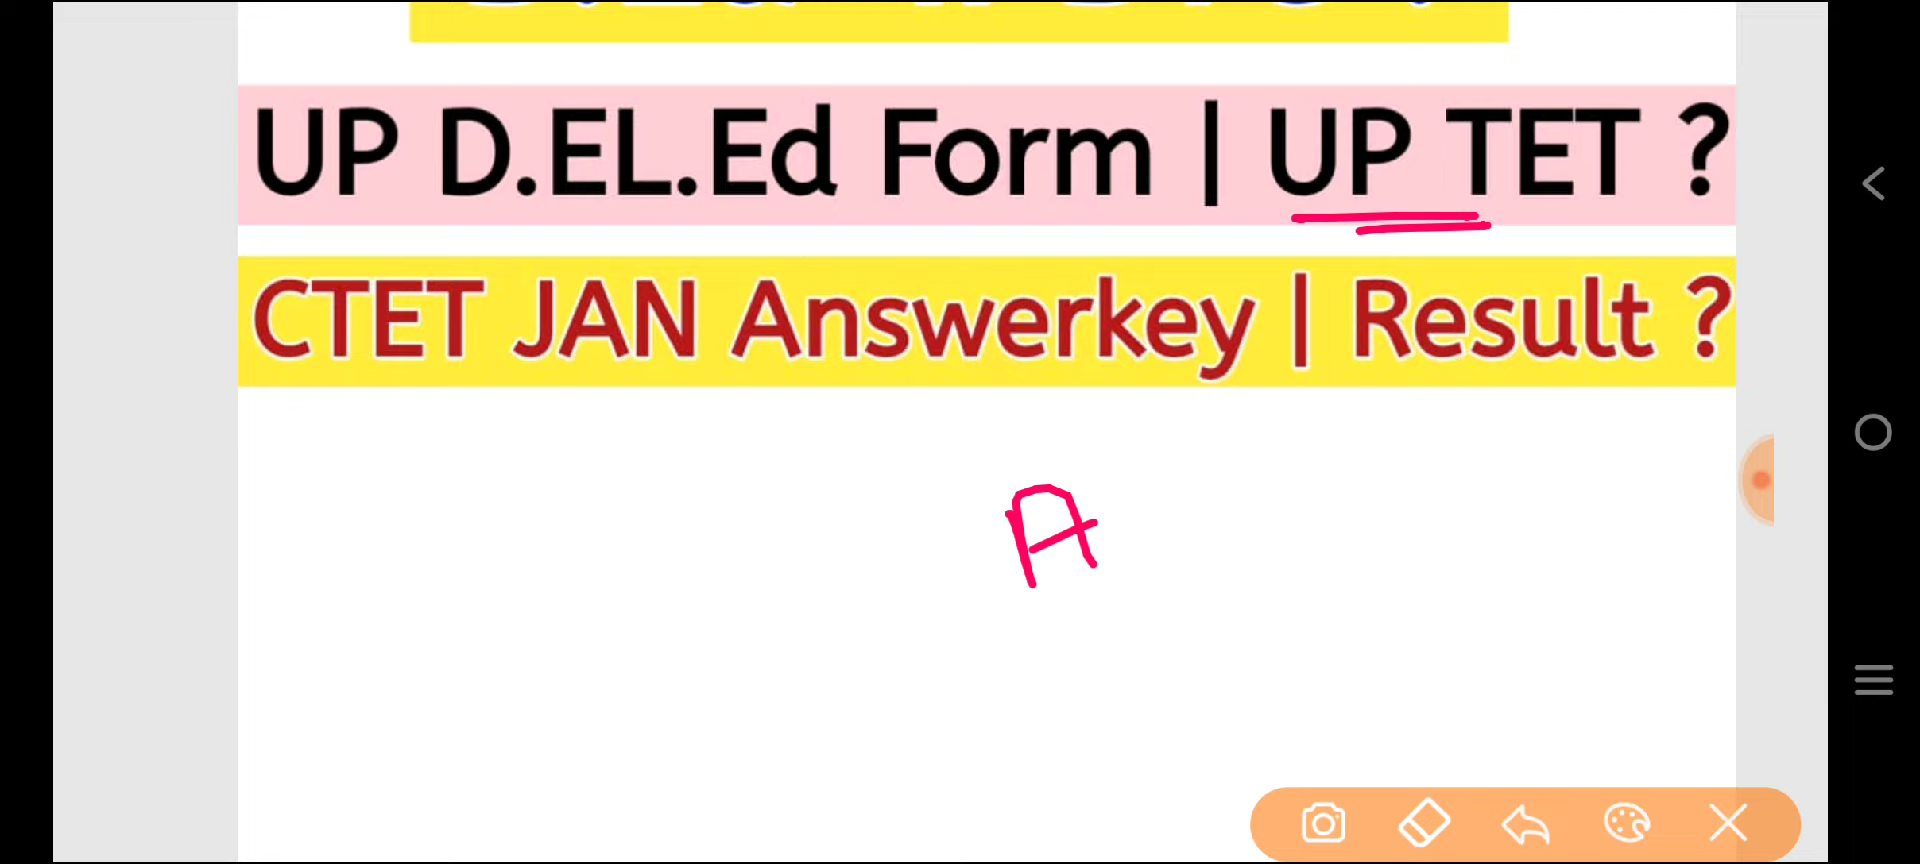 UP D.EL.Ed Form | UP TET ?
CTET JAN Answerkey | Result ?
A